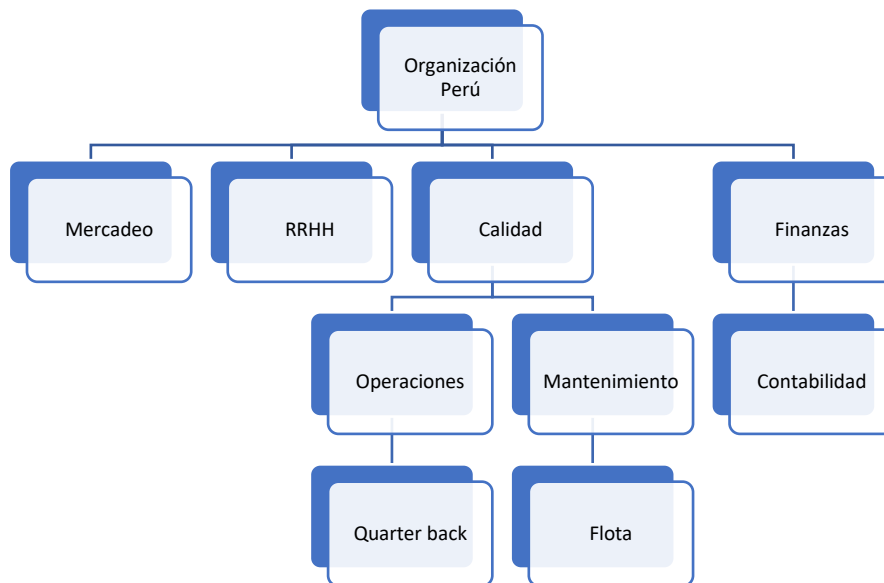 Organización
Perú
Mercadeo
RRHH
Calidad
Finanzas
Operaciones
Mantenimiento
Contabilidad
Quarter back
Flota